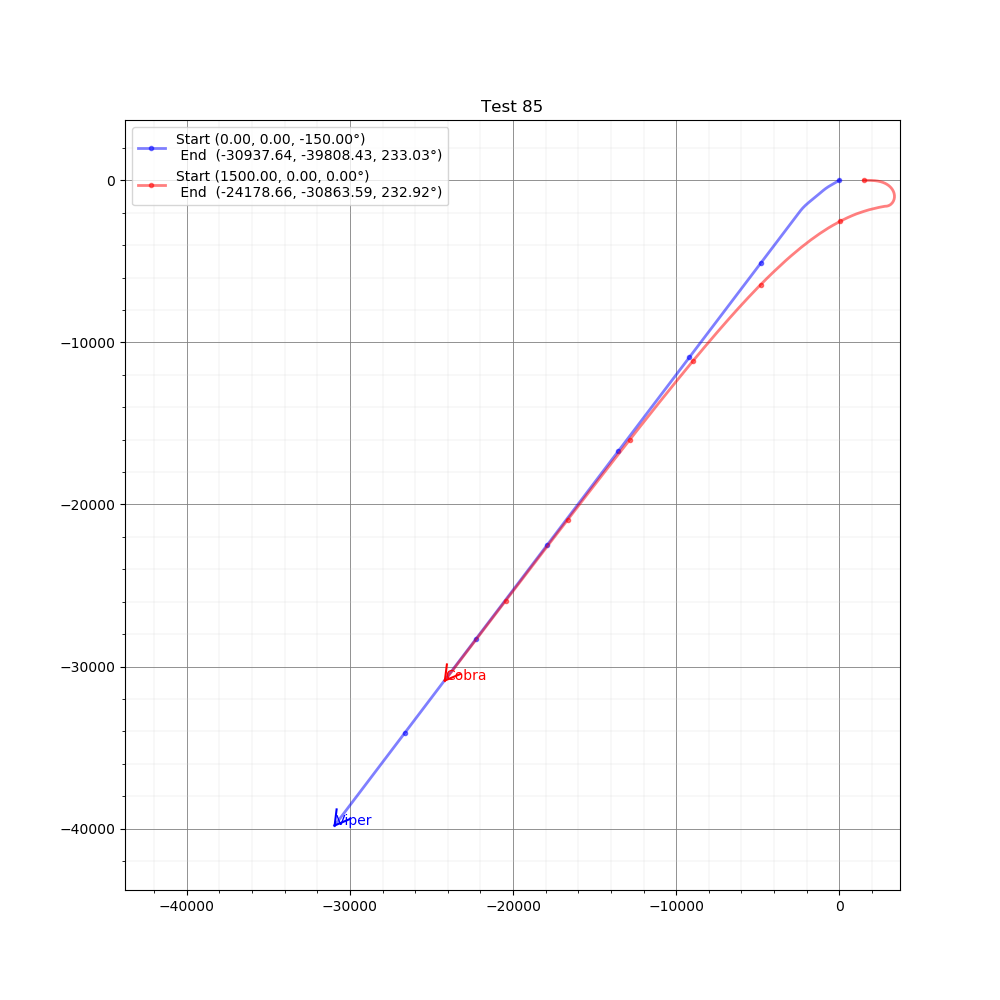 Test 85
Start (0.00, 0.00, -150.00°)
End  (-30937.64, -39808.43, 233.03°)
Start (1500.00, 0.00, 0.00°)
End  (-24178.66, -30863.59, 232.92°)
0
−10000
−20000
−30000
−40000
Cobra
Viper
−40000
−30000
−20000
−10000
0